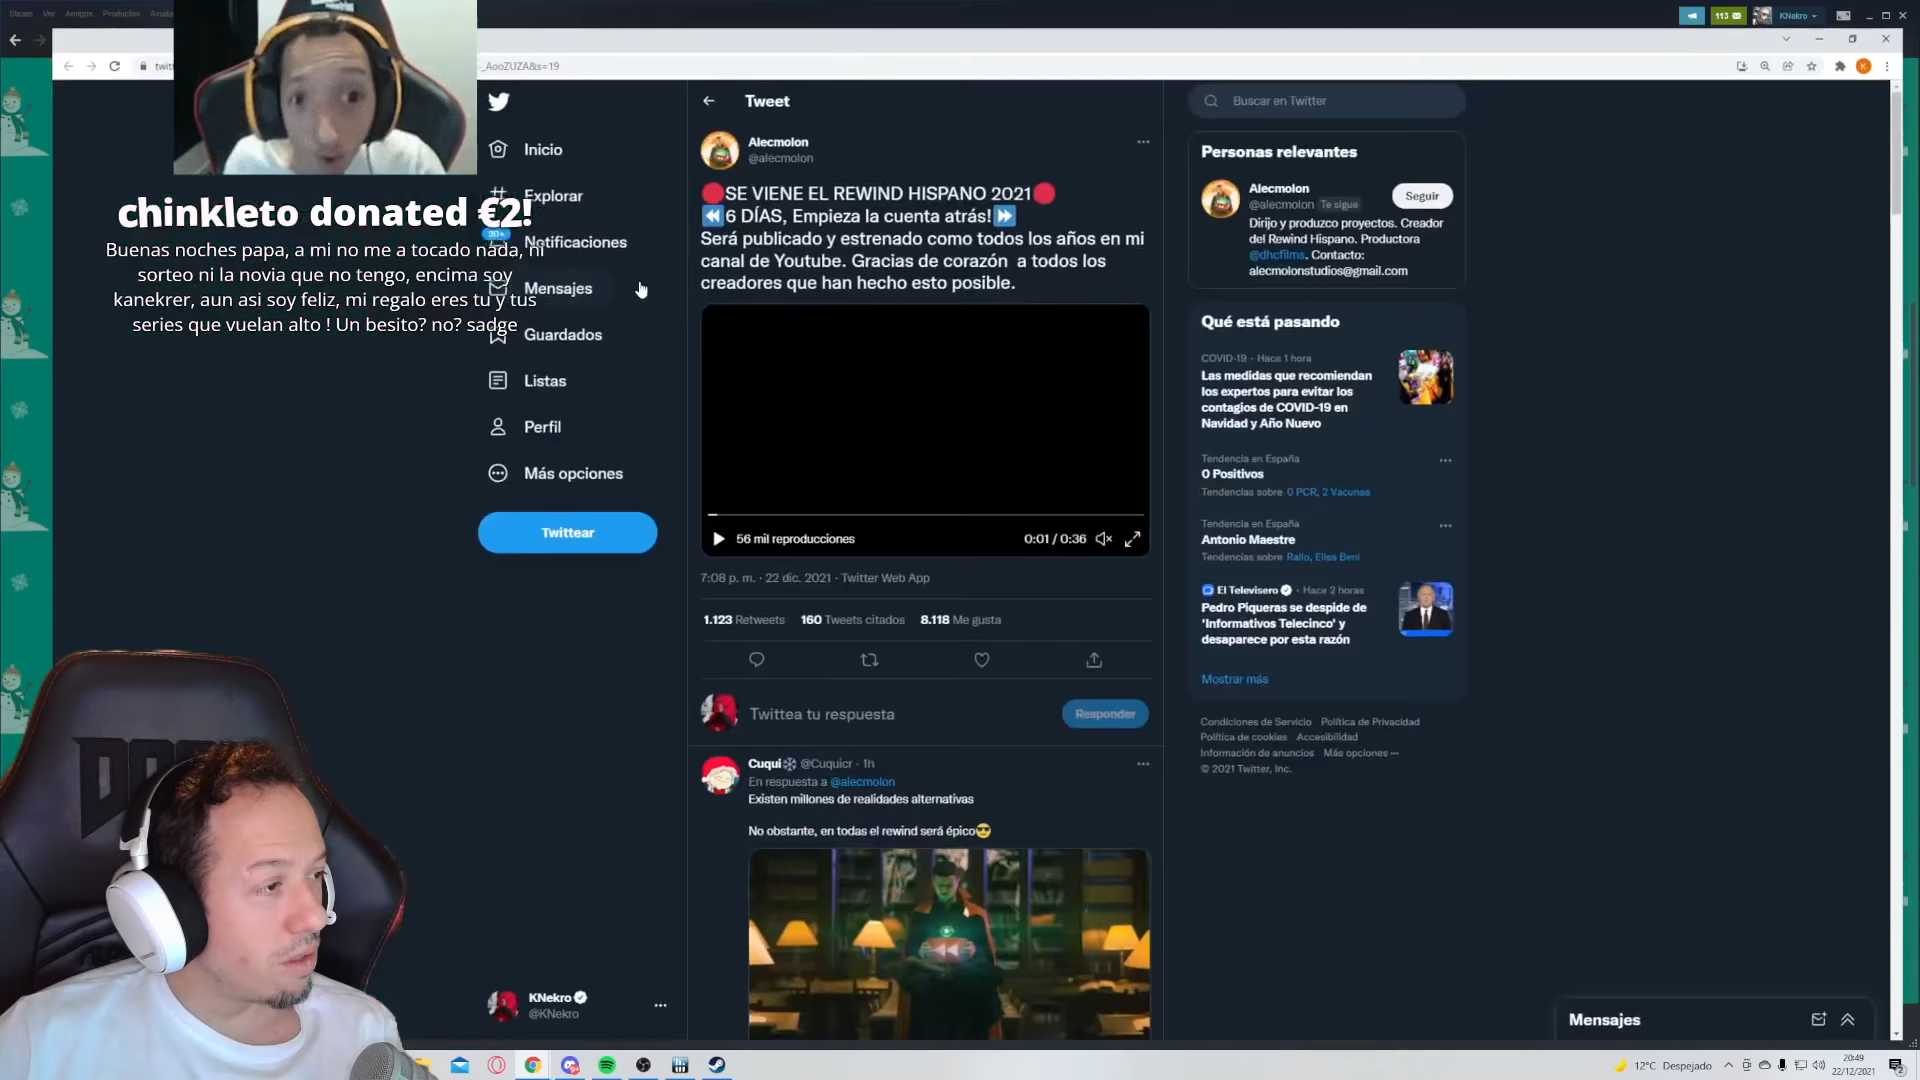 Steam Ver Amigos Productos Ayuda
113
KNekro
twitt
-_AooZUZA&s=19
chinkleto donated €2!
Buenas noches papa, a mi no me a tocado nada, ni
sorteo ni la novia que no tengo, encima soy
kanekrer, aun asi soy feliz, mi regalo eres tu y tus
series que vuelan alto ! Un besito? no? sadge
Inicio
Explorar
20+
Notificaciones
Mensajes
Guardados
Listas
Perfil
Más opciones
Twittear
KNekro
@KNekro
Tweet
Alecmolon
@alecmolon
🔴SE VIENE EL REWIND HISPANO 2021🔴
⏪6 DÍAS, Empieza la cuenta atrás!⏩
Será publicado y estrenado como todos los años en mi
canal de Youtube. Gracias de corazón a todos los
creadores que han hecho esto posible.
56 mil reproducciones
0:01 / 0:36
7:08 p. m. · 22 dic. 2021 · Twitter Web App
1.123 Retweets 160 Tweets citados 8.118 Me gusta
Twittea tu respuesta
Responder
Cuqui❄ @Cuquicr · 1h
En respuesta a @alecmolon
Existen millones de realidades alternativas
No obstante, en todas el rewind será épico😎
Buscar en Twitter
Personas relevantes
Alecmolon
@alecmolon Te sigue
Seguir
Dirijo y produzco proyectos. Creador
del Rewind Hispano. Productora
@dhcfilms. Contacto:
alecmolonstudios@gmail.com
Qué está pasando
COVID-19 · Hace 1 hora
Las medidas que recomiendan
los expertos para evitar los
contagios de COVID-19 en
Navidad y Año Nuevo
Tendencia en España
0 Positivos
Tendencias sobre 0 PCR, 2 Vacunas
Tendencia en España
Antonio Maestre
Tendencias sobre Rallo, Elisa Beni
El Televisero · Hace 2 horas
Pedro Piqueras se despide de
'Informativos Telecinco' y
desaparece por esta razón
Mostrar más
Condiciones de Servicio Política de Privacidad
Política de cookies Accesibilidad
Información de anuncios Más opciones ···
© 2021 Twitter, Inc.
Mensajes
12°C Despejado
20:49
22/12/2021